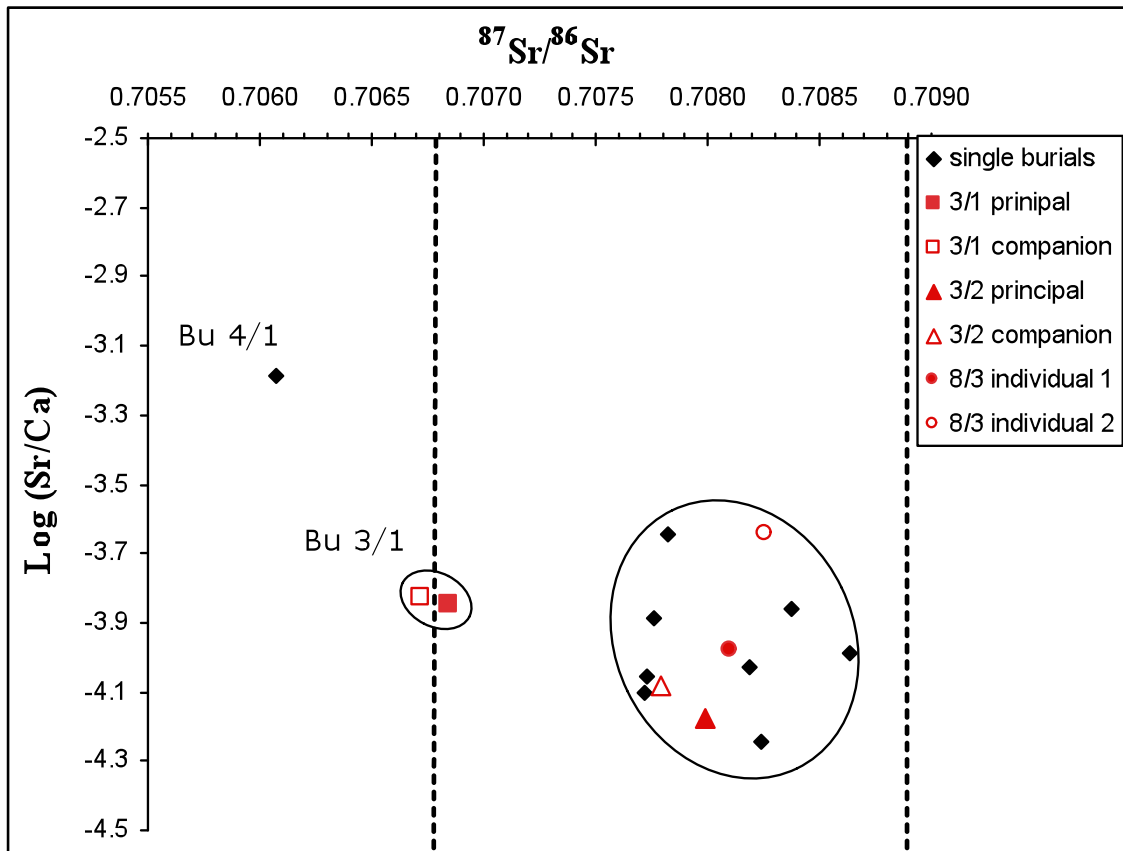 ⁸⁷Sr/⁸⁶Sr
0.7055 0.7060 0.7065 0.7070 0.7075 0.7080 0.7085 0.7090
-2.5
-2.7
-2.9
-3.1
-3.3
-3.5
-3.7
-3.9
-4.1
-4.3
-4.5
Log (Sr/Ca)
Bu 4/1
Bu 3/1
single burials
3/1 prinipal
3/1 companion
3/2 principal
3/2 companion
8/3 individual 1
8/3 individual 2